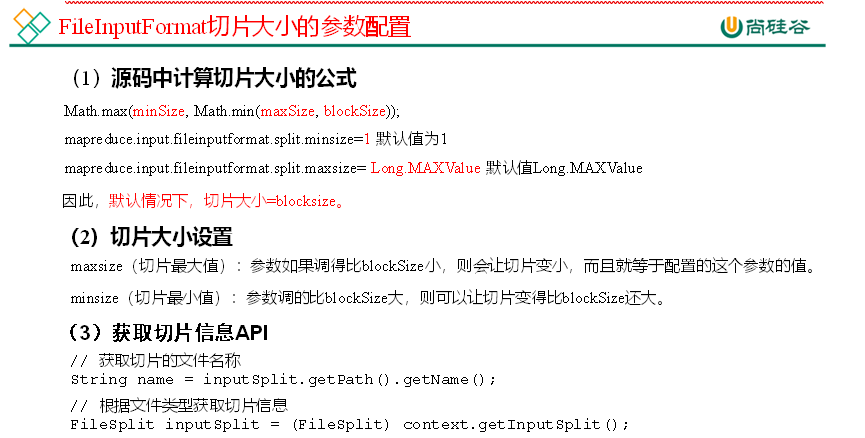 FileInputFormat切片大小的参数配置
尚硅谷
（1）源码中计算切片大小的公式
Math.max(minSize, Math.min(maxSize, blockSize));
mapreduce.input.fileinputformat.split.minsize=1 默认值为1
mapreduce.input.fileinputformat.split.maxsize= Long.MAXValue 默认值Long.MAXValue
因此，默认情况下，切片大小=blocksize。
（2）切片大小设置
maxsize（切片最大值）：参数如果调得比blockSize小，则会让切片变小，而且就等于配置的这个参数的值。
minsize（切片最小值）：参数调的比blockSize大，则可以让切片变得比blockSize还大。
（3）获取切片信息API
// 获取切片的文件名称
String name = inputSplit.getPath().getName();
// 根据文件类型获取切片信息
FileSplit inputSplit = (FileSplit) context.getInputSplit();